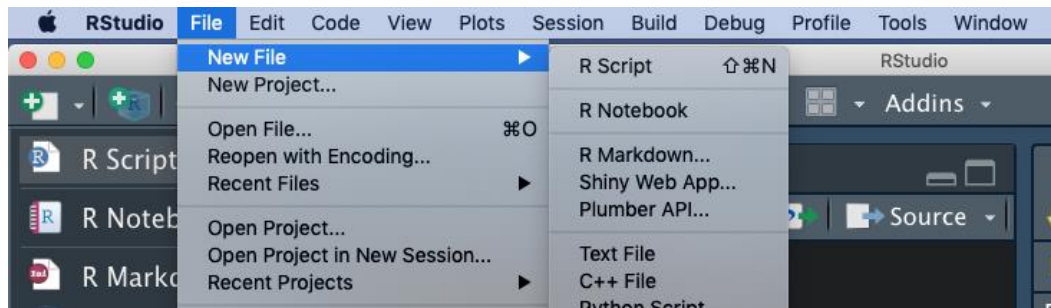 RStudio File Edit Code View Plots Session Build Debug Profile Tools Window
RStudio
New File
New Project...
Open File... ⌘O
Reopen with Encoding...
Recent Files
Open Project...
Open Project in New Session...
Recent Projects
R Script ⇧⌘N
R Notebook
R Markdown...
Shiny Web App...
Plumber API...
Text File
C++ File
Python Script
Addins
Source
R Script
R Noteb
R Markd